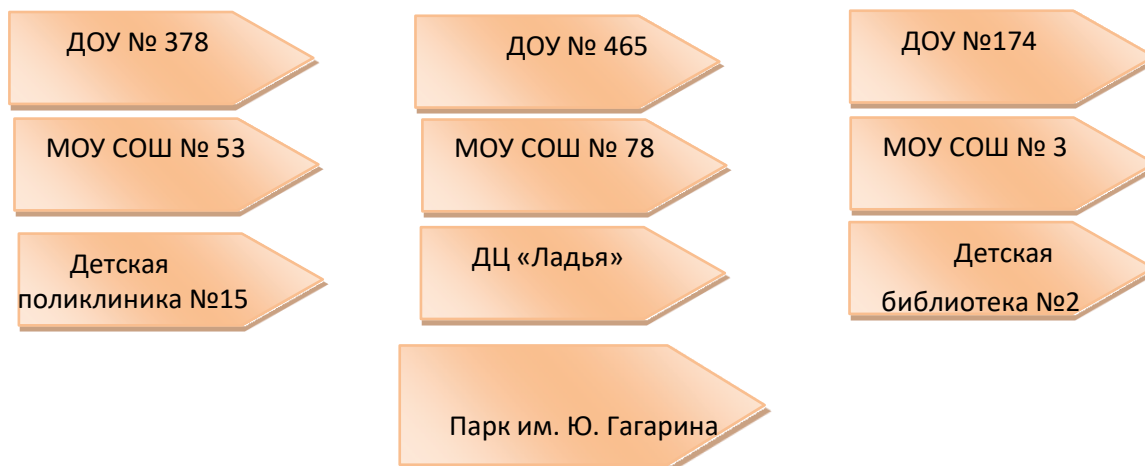 ДОУ № 378
ДОУ № 465
ДОУ №174
МОУ СОШ № 53
МОУ СОШ № 78
МОУ СОШ № 3
Детская
поликлиника №15
ДЦ «Ладья»
Детская
библиотека №2
Парк им. Ю. Гагарина